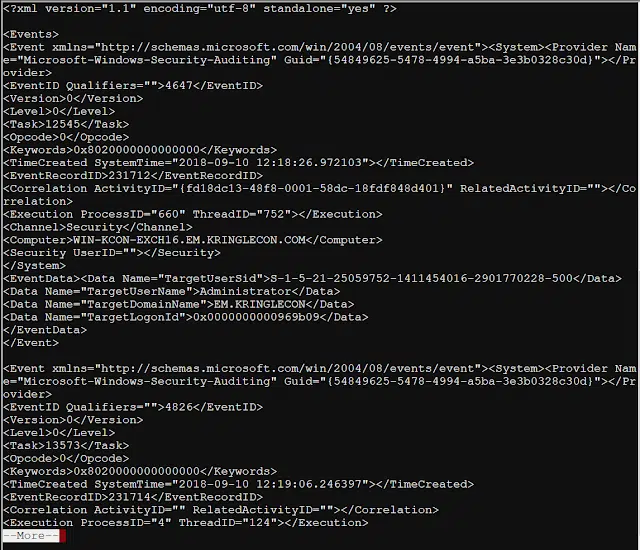 <?xml version="1.1" encoding="utf-8" standalone="yes" ?>
<Events>
<Event xmlns="http://schemas.microsoft.com/win/2004/08/events/event"><System><Provider Nam
e="Microsoft-Windows-Security-Auditing" Guid="{54849625-5478-4994-a5ba-3e3b0328c30d}"></Pr
ovider>
<EventID Qualifiers="">4647</EventID>
<Version>0</Version>
<Level>0</Level>
<Task>12545</Task>
<Opcode>0</Opcode>
<Keywords>0x8020000000000000</Keywords>
<TimeCreated SystemTime="2018-09-10 12:18:26.972103"></TimeCreated>
<EventRecordID>231712</EventRecordID>
<Correlation ActivityID="{fd18dc13-48f8-0001-58dc-18fdf848d401}" RelatedActivityID=""></Co
rrelation>
<Execution ProcessID="660" ThreadID="752"></Execution>
<Channel>Security</Channel>
<Computer>WIN-KCON-EXCH16.EM.KRINGLECON.COM</Computer>
<Security UserID=""></Security>
</System>
<EventData><Data Name="TargetUserSid">S-1-5-21-25059752-1411454016-2901770228-500</Data>
<Data Name="TargetUserName">Administrator</Data>
<Data Name="TargetDomainName">EM.KRINGLECON</Data>
<Data Name="TargetLogonId">0x0000000000969b09</Data>
</EventData>
</Event>
<Event xmlns="http://schemas.microsoft.com/win/2004/08/events/event"><System><Provider Nam
e="Microsoft-Windows-Security-Auditing" Guid="{54849625-5478-4994-a5ba-3e3b0328c30d}"></Pr
ovider>
<EventID Qualifiers="">4826</EventID>
<Version>0</Version>
<Level>0</Level>
<Task>13573</Task>
<Opcode>0</Opcode>
<Keywords>0x8020000000000000</Keywords>
<TimeCreated SystemTime="2018-09-10 12:19:06.246397"></TimeCreated>
<EventRecordID>231714</EventRecordID>
<Correlation ActivityID="" RelatedActivityID=""></Correlation>
<Execution ProcessID="4" ThreadID="124"></Execution>
--More--